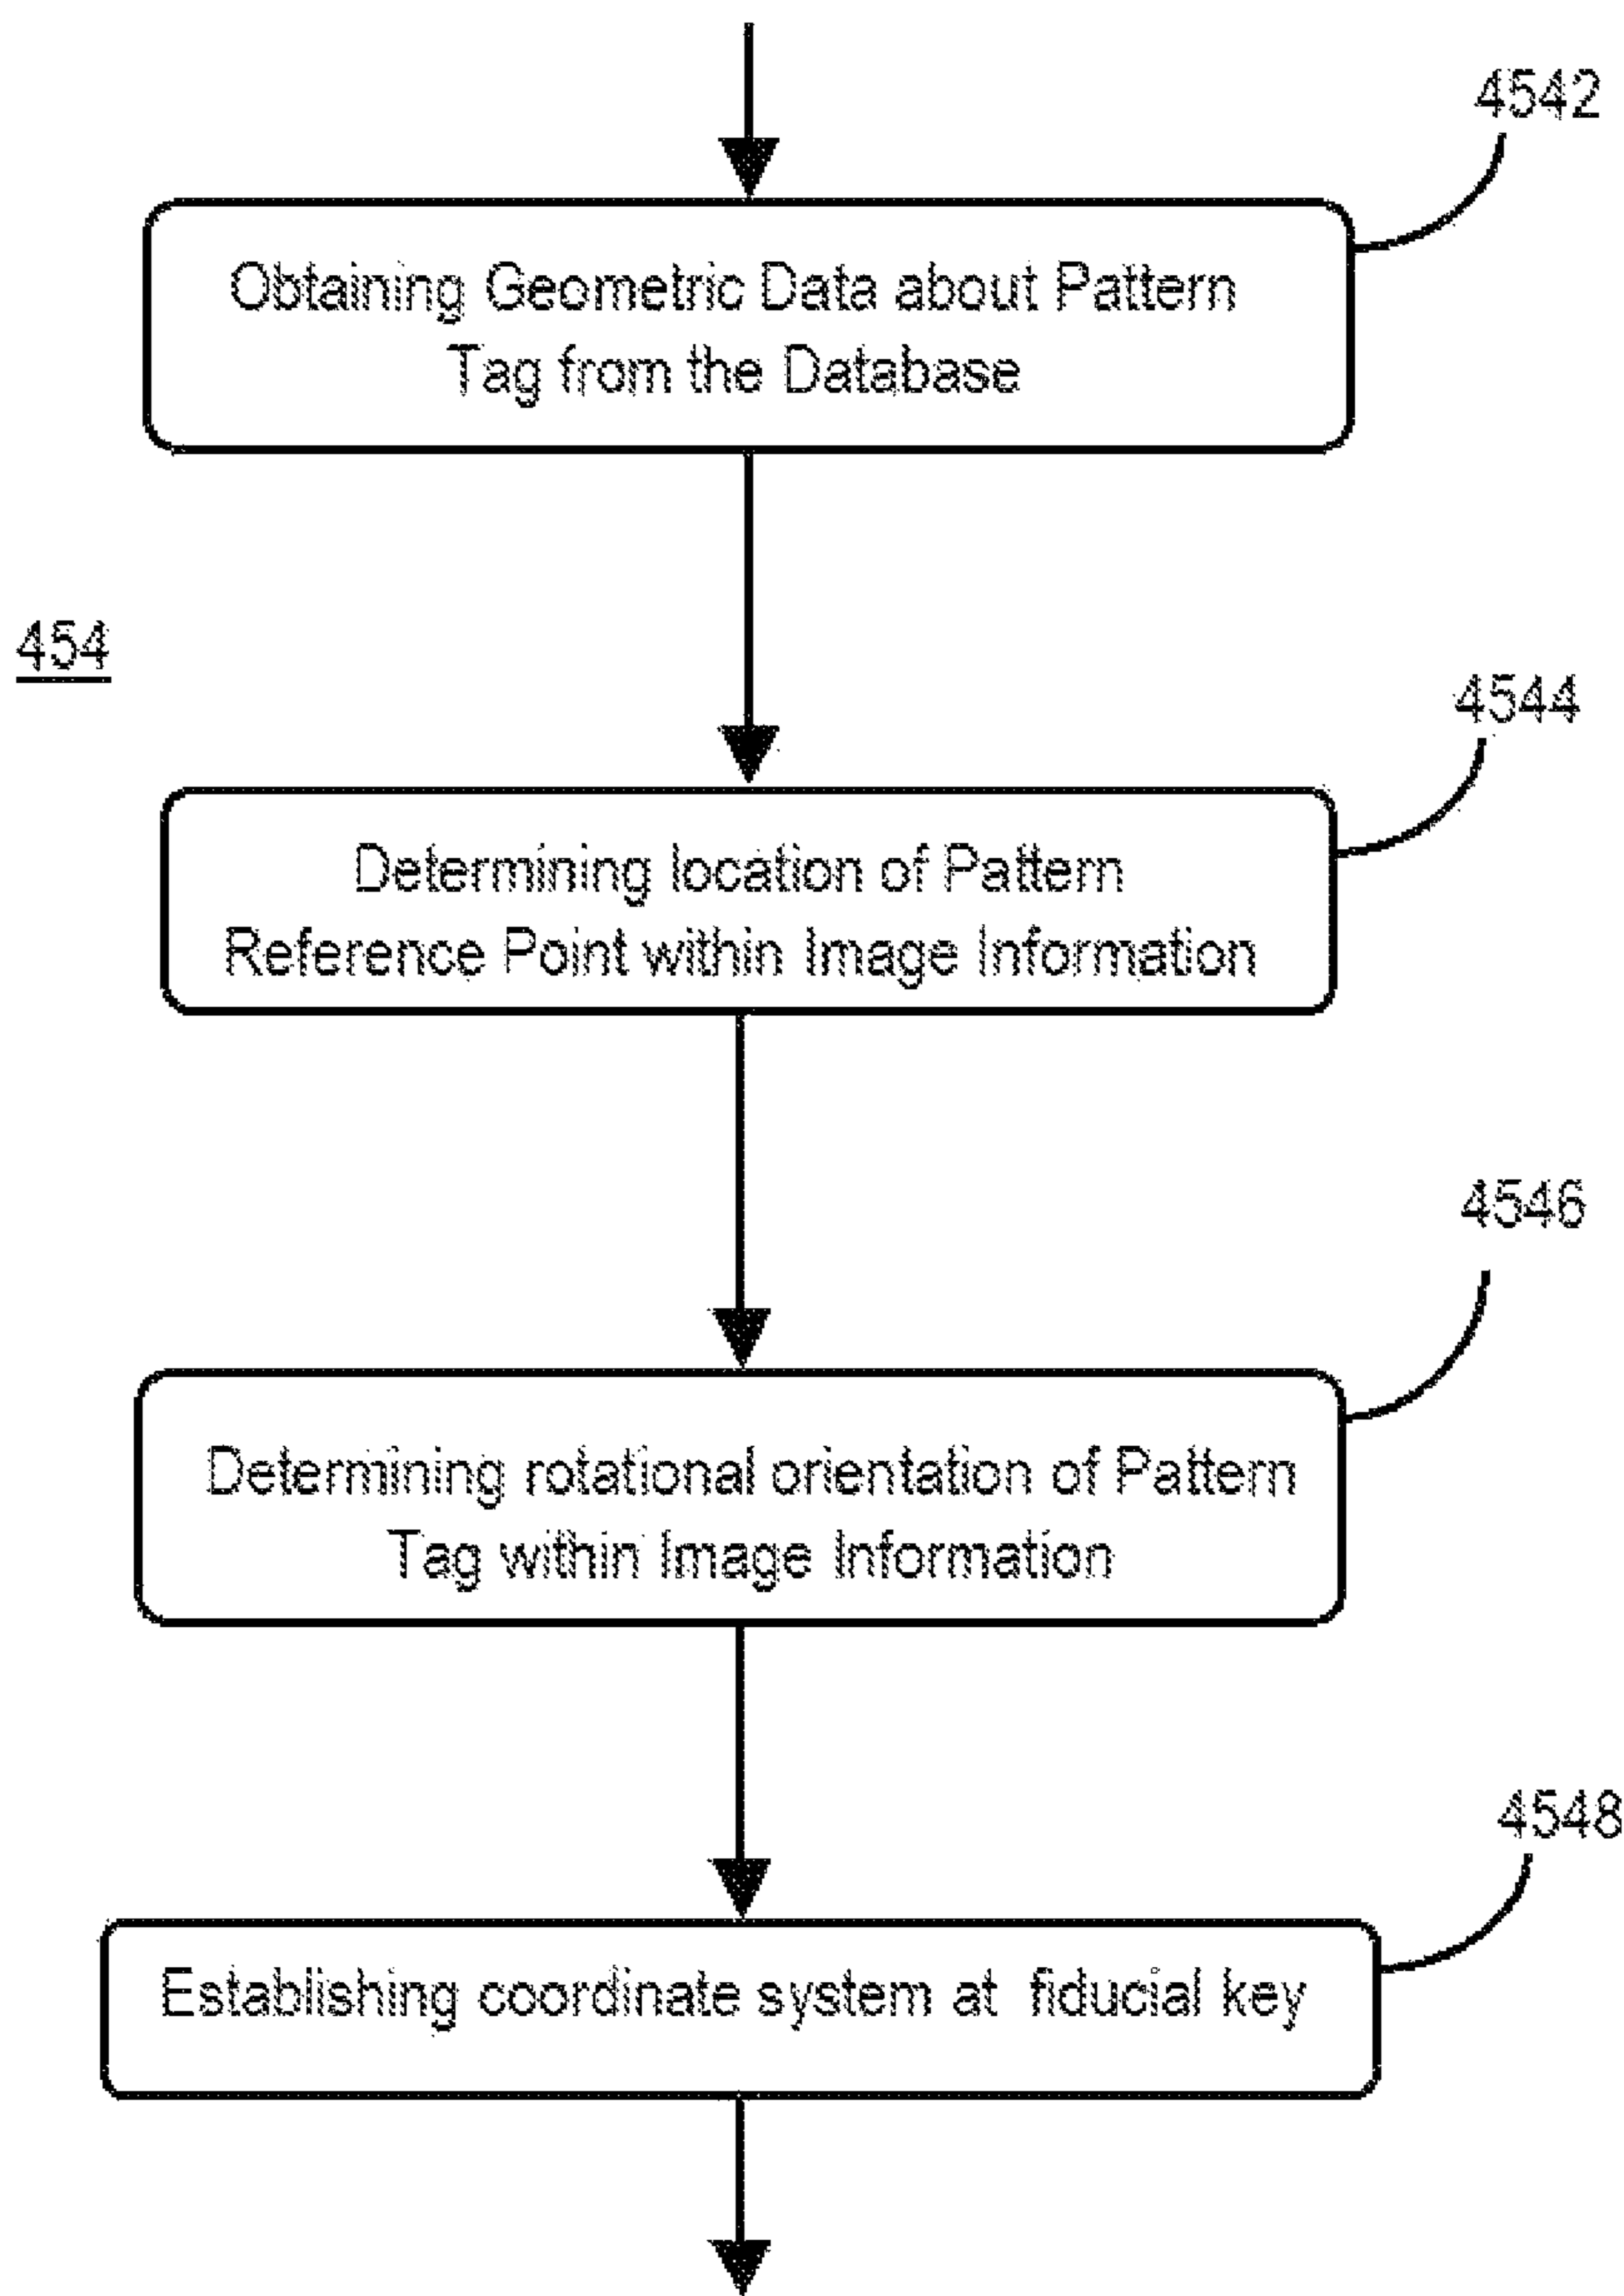 4542
Obtaining Geometric Data about Pattern
Tag from the Database
454
4544
Determining location of Pattern
Reference Point within Image Information
4546
Determining rotational orientation of Pattern
Tag within Image Information
4548
Establishing coordinate system at fiducial key